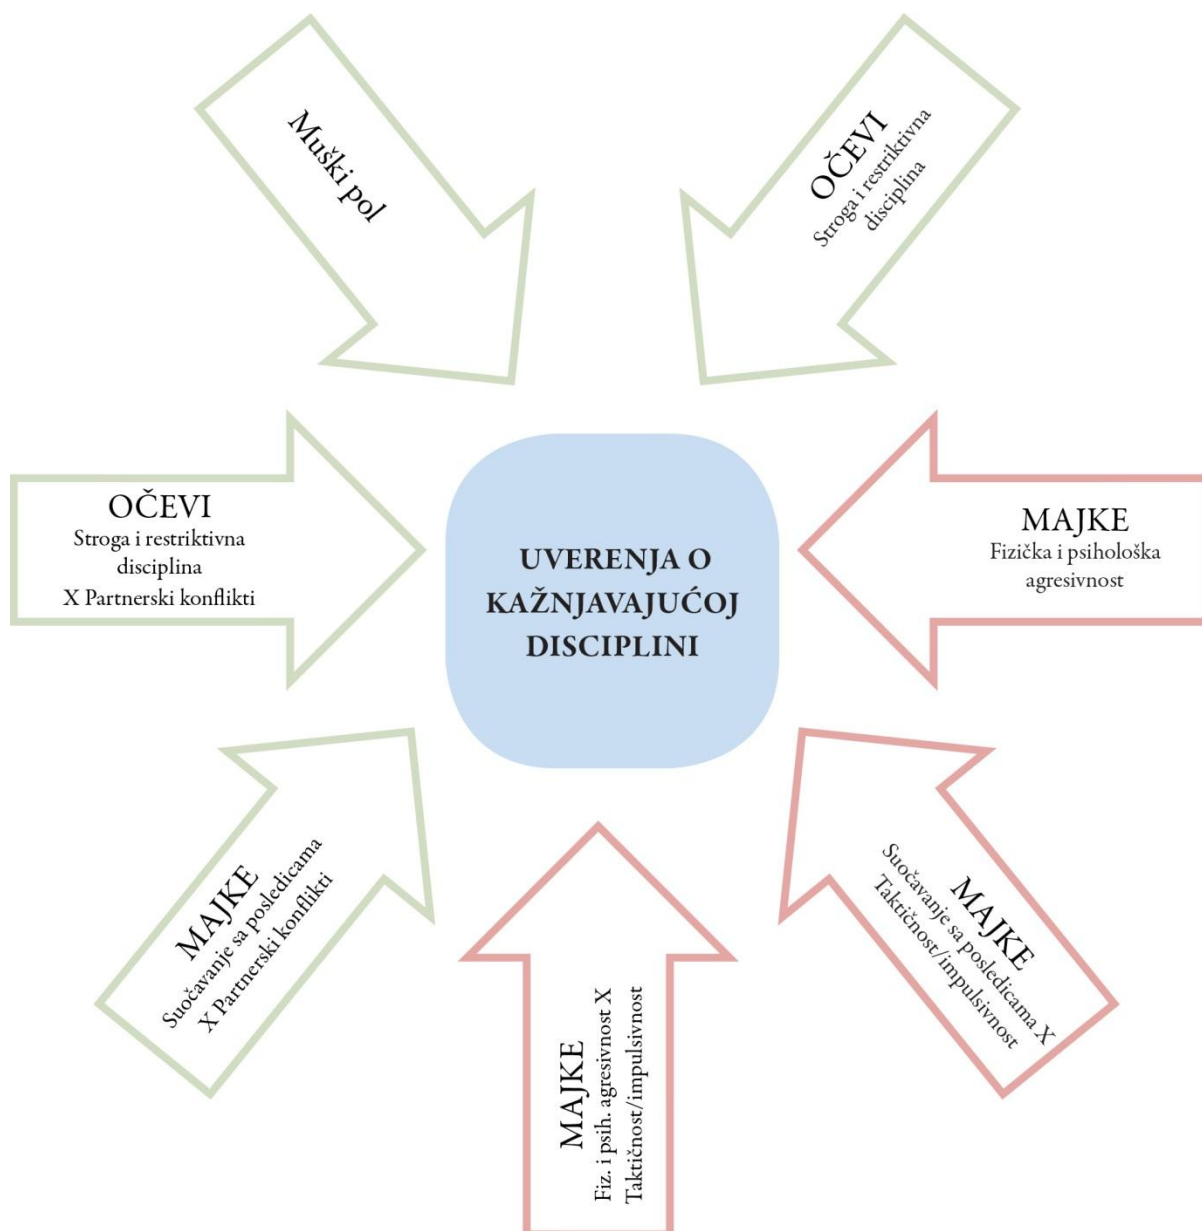 Muški pol
OČEVI
Stroga i restriktivna
disciplina
OČEVI
Stroga i restriktivna
disciplina
X Partnerski konflikti
UVERENJA O
KAŽNJAVAJUĆOJ
DISCIPLINI
MAJKE
Fizička i psihološka
agresivnost
MAJKE
Suočavanje sa posledicama
X Partnerski konflikti
MAJKE
Fiz. i psih. agresivnost X
Taktičnost/impulsivnost
MAJKE
Suočavanje sa posledicama X
Taktičnost/impulsivnost